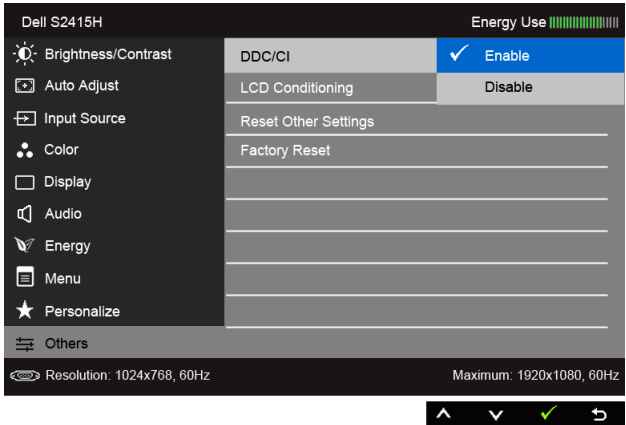 Dell S2415H Energy Use
Brightness/Contrast DDC/CI Enable
Auto Adjust LCD Conditioning Disable
Input Source Reset Other Settings
Color Factory Reset
Display
Audio
Energy
Menu
Personalize
Others
Resolution: 1024x768, 60Hz Maximum: 1920x1080, 60Hz